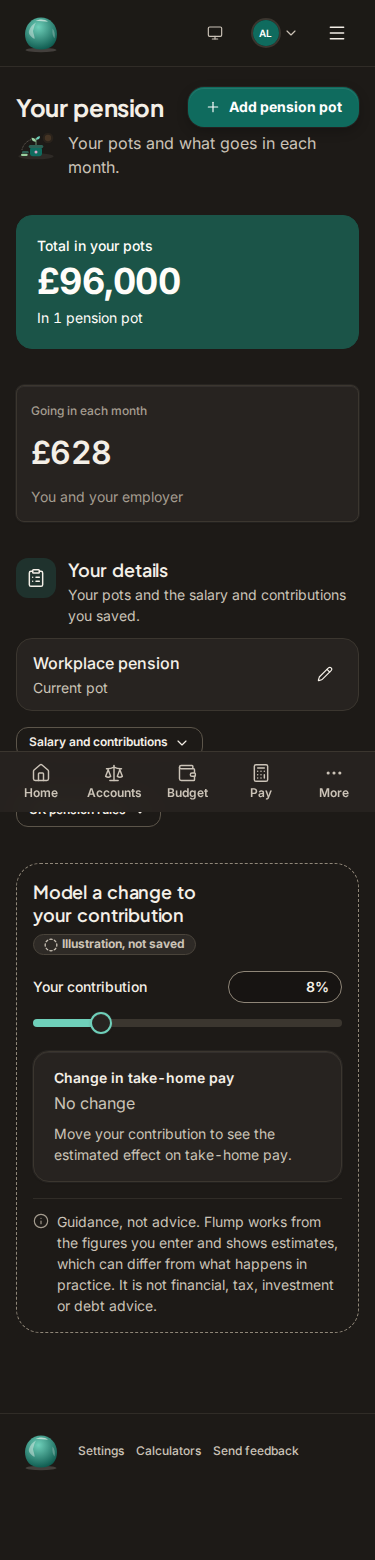 AL
Your pension
Add pension pot
Your pots and what goes in each
month.
Total in your pots
£96,000
In 1 pension pot
Going in each month
£628
You and your employer
Your details
Your pots and the salary and contributions
you saved.
Workplace pension
Current pot
Salary and contributions
Home
Accounts
Budget
Pay
More
UK pension rules
Model a change to
your contribution
Illustration, not saved
Your contribution
8%
Change in take-home pay
No change
Move your contribution to see the
estimated effect on take-home pay.
Guidance, not advice. Flump works from
the figures you enter and shows estimates,
which can differ from what happens in
practice. It is not financial, tax, investment
or debt advice.
Settings
Calculators
Send feedback